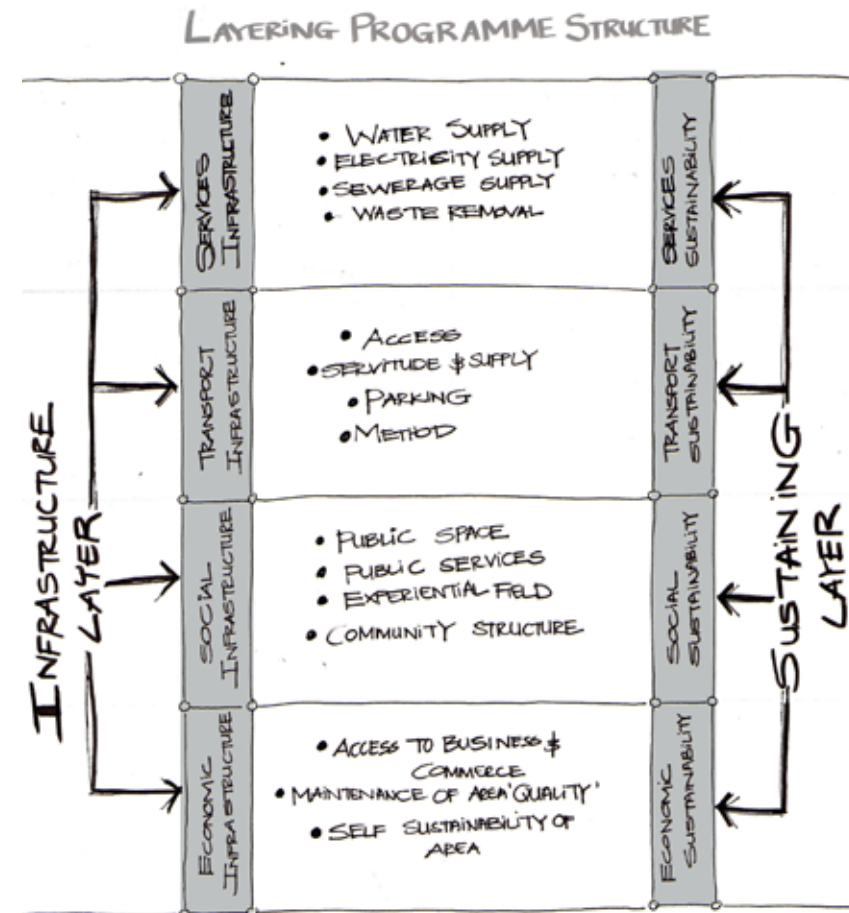 LAYERING PROGRAMME STRUCTURE
INFRASTRUCTURE
LAYER
SERVICES
INFRASTRUCTURE
• WATER SUPPLY
• ELECTRICITY SUPPLY
• SEWERAGE SUPPLY
• WASTE REMOVAL
SERVICES
SUSTAINABILITY
TRANSPORT
INFRASTRUCTURE
• ACCESS
• SERVITUDE & SUPPLY
• PARKING
• METHOD
TRANSPORT
SUSTAINABILITY
SOCIAL
INFRASTRUCTURE
• PUBLIC SPACE
• PUBLIC SERVICES
• EXPERIENTIAL FIELD
• COMMUNITY STRUCTURE
SOCIAL
SUSTAINABILITY
ECONOMIC
INFRASTRUCTURE
• ACCESS TO BUSINESS &
COMMERCE
• MAINTENANCE OF AREA 'QUALITY'
• SELF SUSTAINABILITY OF
AREA
ECONOMIC
SUSTAINABILITY
SUSTAINING
LAYER